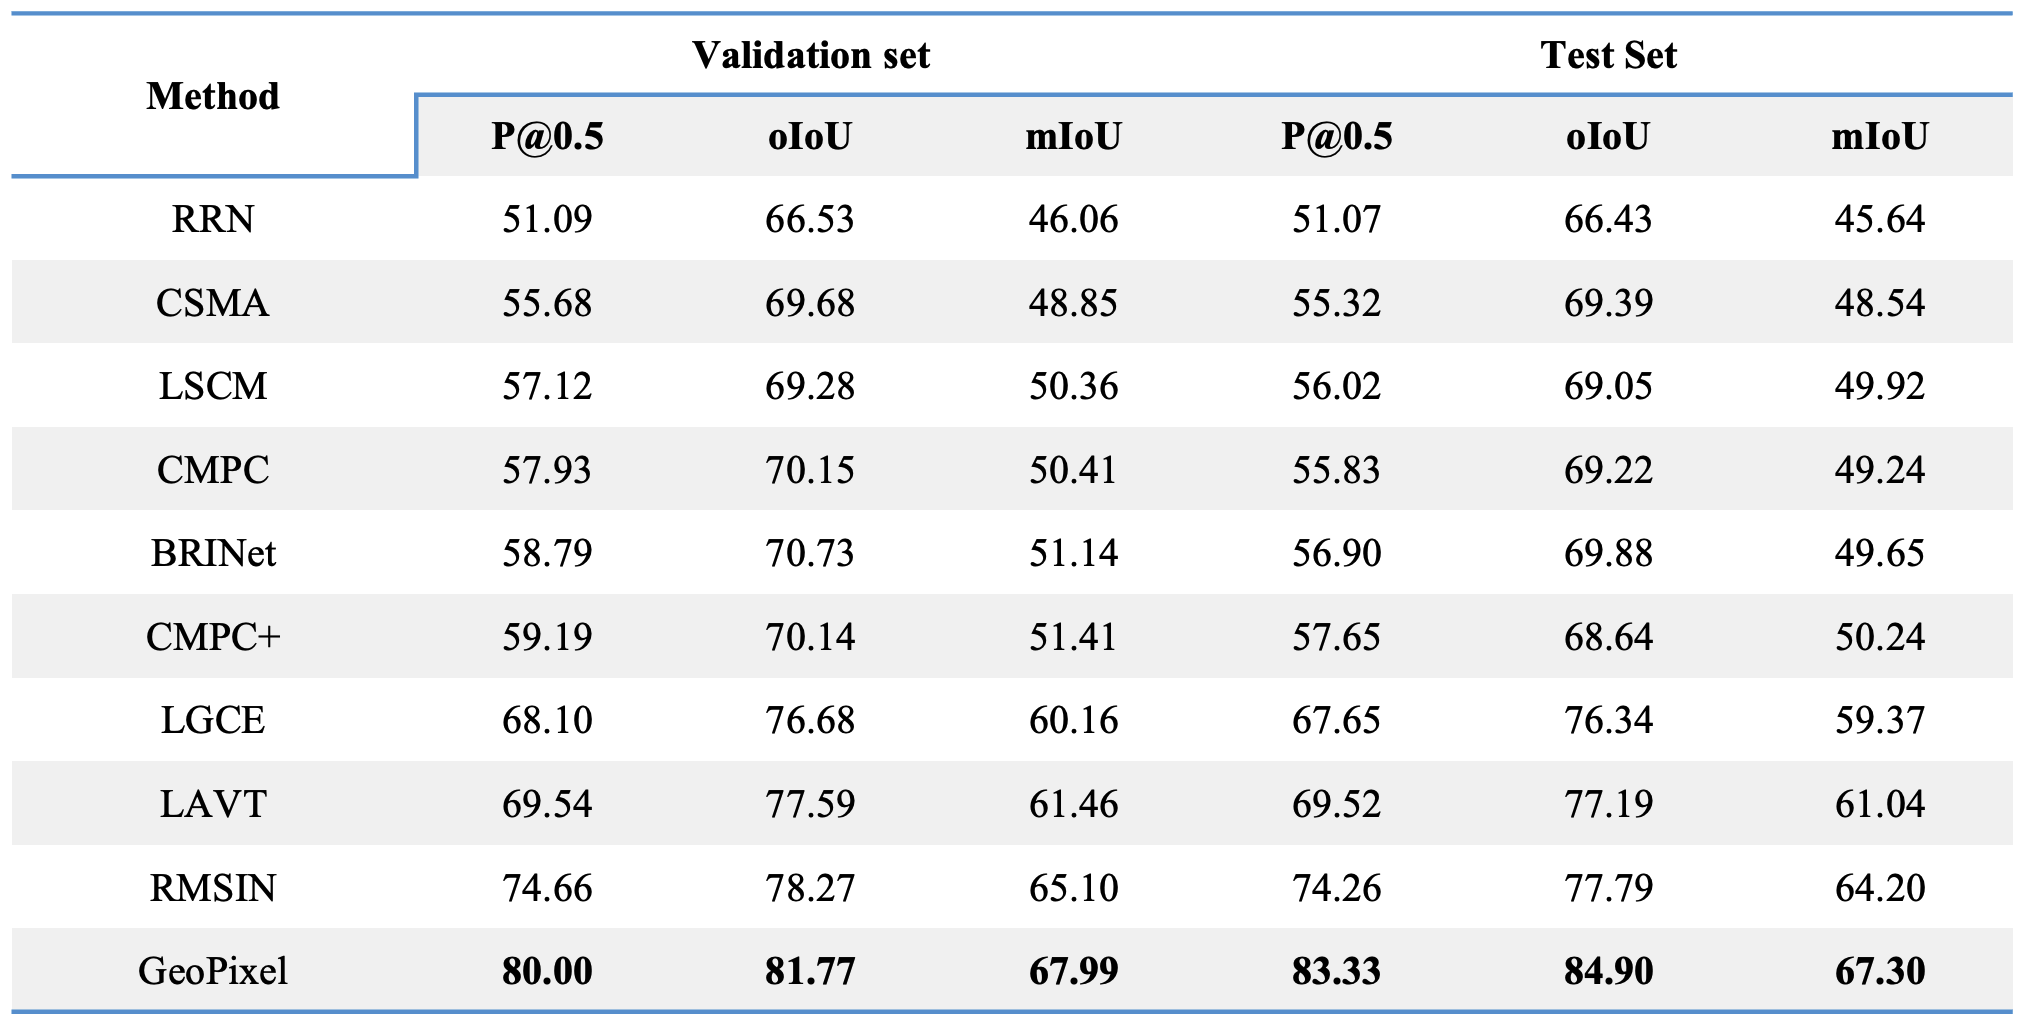 Method Validation set Test Set
P@0.5 oIoU mIoU P@0.5 oIoU mIoU
RRN 51.09 66.53 46.06 51.07 66.43 45.64
CSMA 55.68 69.68 48.85 55.32 69.39 48.54
LSCM 57.12 69.28 50.36 56.02 69.05 49.92
CMPC 57.93 70.15 50.41 55.83 69.22 49.24
BRINet 58.79 70.73 51.14 56.90 69.88 49.65
CMPC+ 59.19 70.14 51.41 57.65 68.64 50.24
LGCE 68.10 76.68 60.16 67.65 76.34 59.37
LAVT 69.54 77.59 61.46 69.52 77.19 61.04
RMSIN 74.66 78.27 65.10 74.26 77.79 64.20
GeoPixel 80.00 81.77 67.99 83.33 84.90 67.30